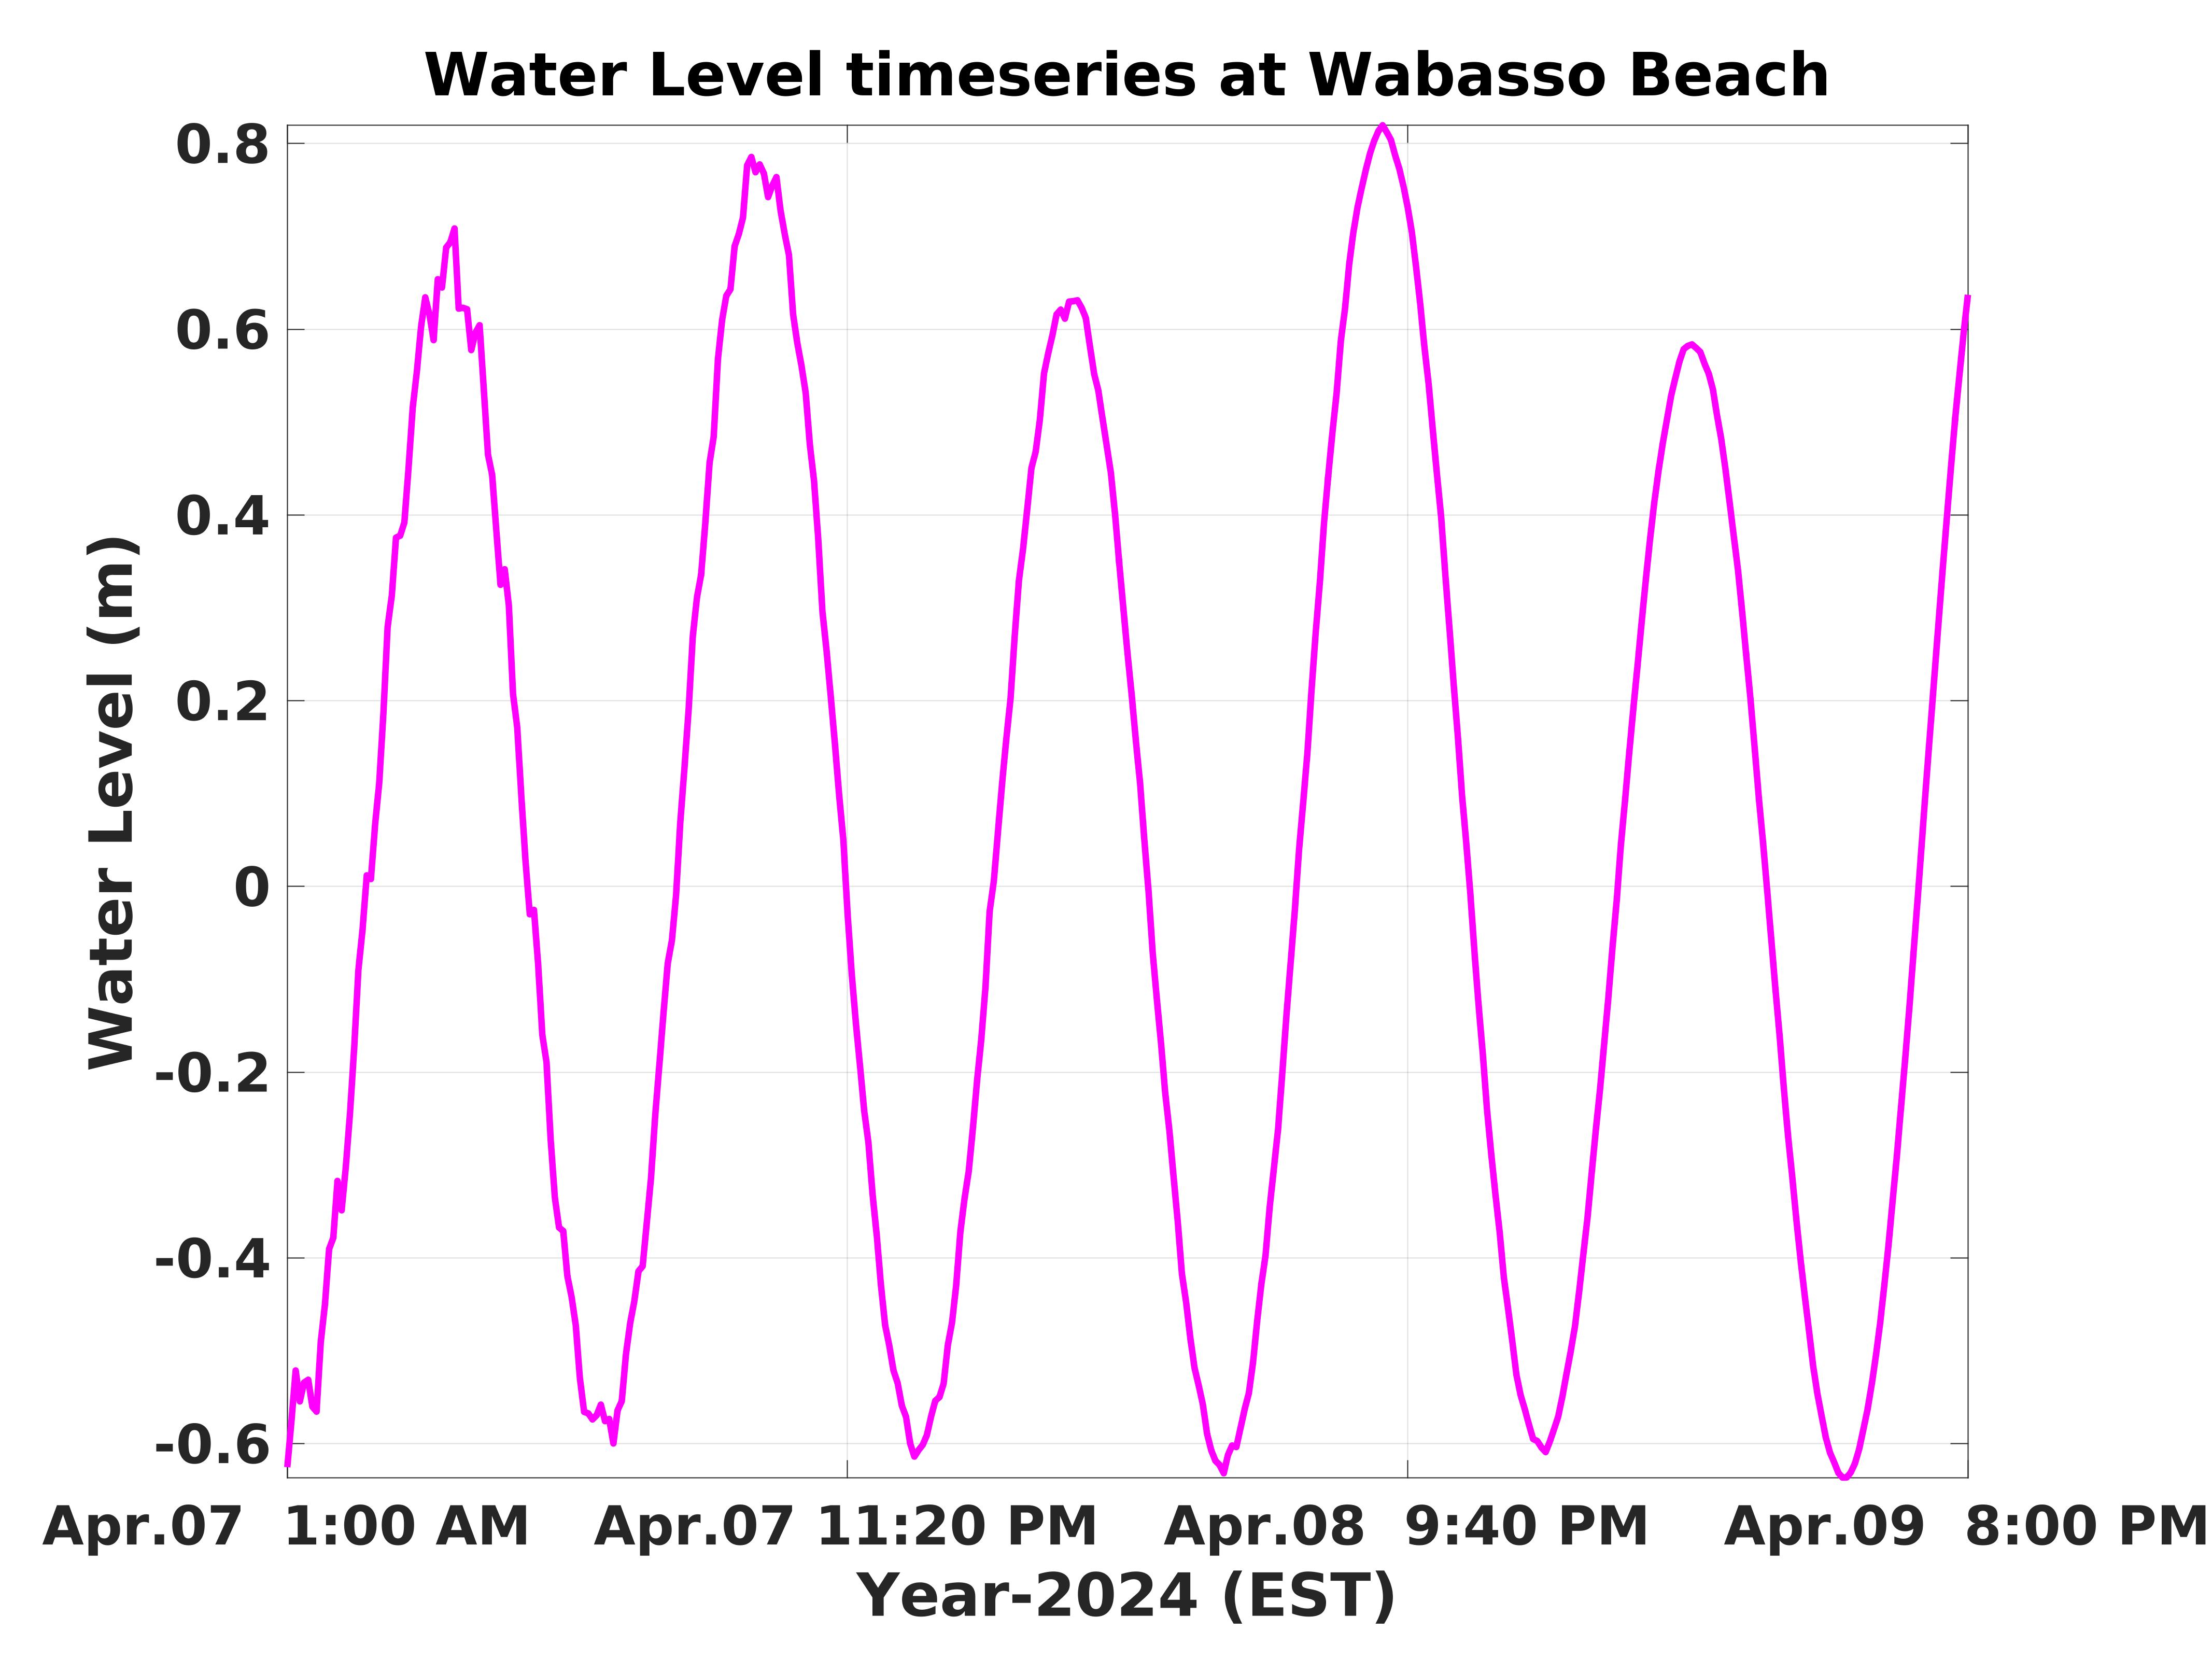 Water Level timeseries at Wabasso Beach
0.8
0.6
0.4
0.2
0
-0.2
-0.4
-0.6
Water Level (m)
Apr.07 1:00 AM Apr.07 11:20 PM Apr.08 9:40 PM Apr.09 8:00 PM
Year-2024 (EST)